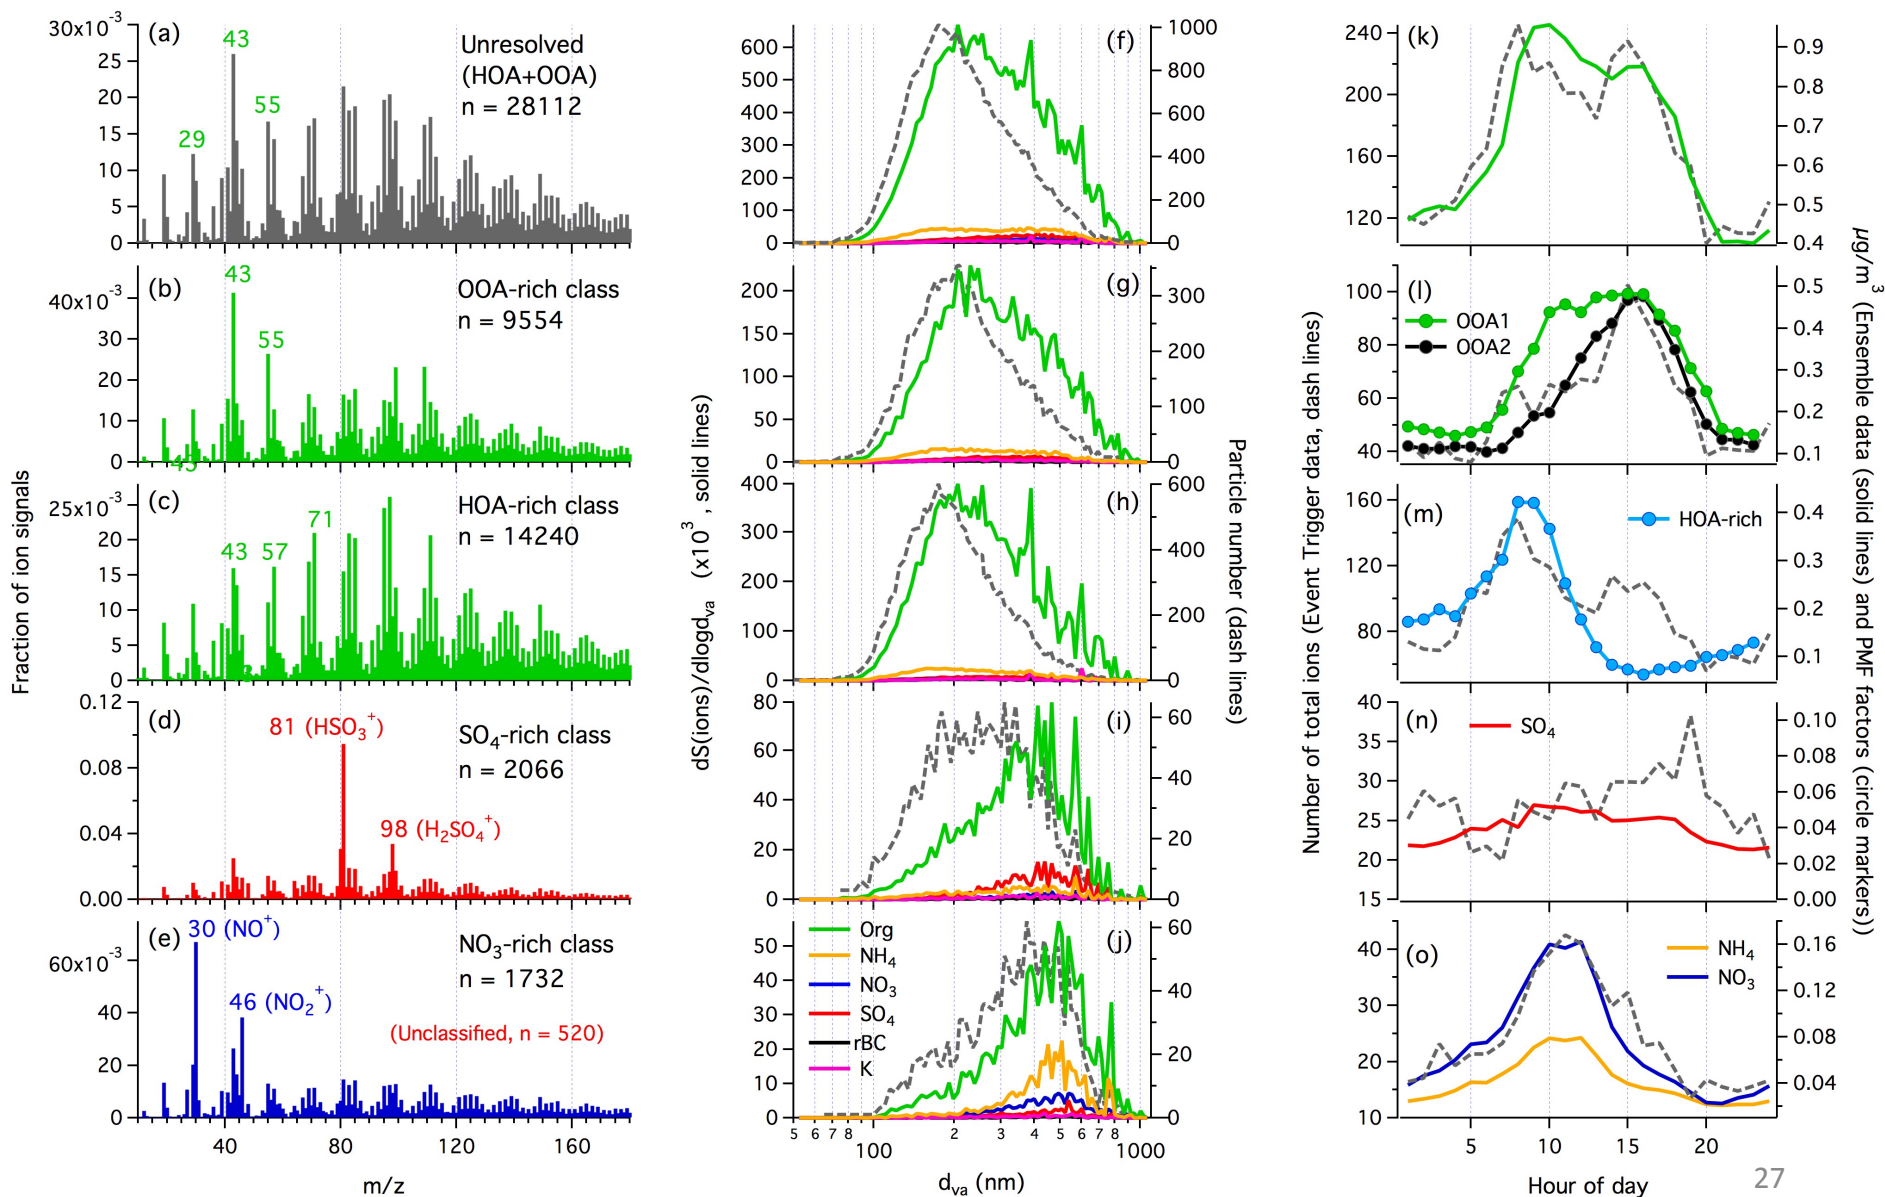 (a)
Unresolved
(HOA+OOA)
n = 28112
30x10⁻³
25
20
15
10
5
0
43
29
55
(b)
OOA-rich class
n = 9554
40x10⁻³
30
20
10
0
43
55
43
(c)
HOA-rich class
n = 14240
25x10⁻³
20
15
10
5
0
43
57
71
(d)
SO₄-rich class
n = 2066
0.12
0.08
0.04
0.00
81 (HSO₃⁺)
98 (H₂SO₄⁺)
(e)
NO₃-rich class
n = 1732
(Unclassified, n = 520)
60x10⁻³
40
20
0
30 (NO⁺)
46 (NO₂⁺)
40
80
120
160
m/z
Fraction of ion signals
(f)
600
500
400
300
200
100
0
1000
800
600
400
200
0
(g)
200
150
100
50
0
300
200
100
0
(h)
400
300
200
100
0
600
400
200
0
(i)
80
60
40
20
0
60
40
20
0
(j)
50
40
30
20
10
0
60
40
20
0
Org
NH₄
NO₃
SO₄
rBC
K
5 6 7 8 2 3 4 5 6 7 8
100 1000
d_va (nm)
dS(ions)/dlogd_va (x10³, solid lines)
Particle number (dash lines)
(k)
240
200
160
120
0.9
0.8
0.7
0.6
0.5
0.4
(l)
OOA1
OOA2
100
80
60
40
0.5
0.4
0.3
0.2
0.1
(m)
HOA-rich
160
120
80
0.4
0.3
0.2
0.1
(n)
SO₄
40
35
30
25
20
15
0.10
0.08
0.06
0.04
0.02
0.00
(o)
NH₄
NO₃
40
30
20
10
0.16
0.12
0.08
0.04
5
10
15
20
Hour of day
Number of total ions (Event Trigger data, dash lines)
µg/m³ (Ensemble data (solid lines) and PMF factors (circle markers))
27